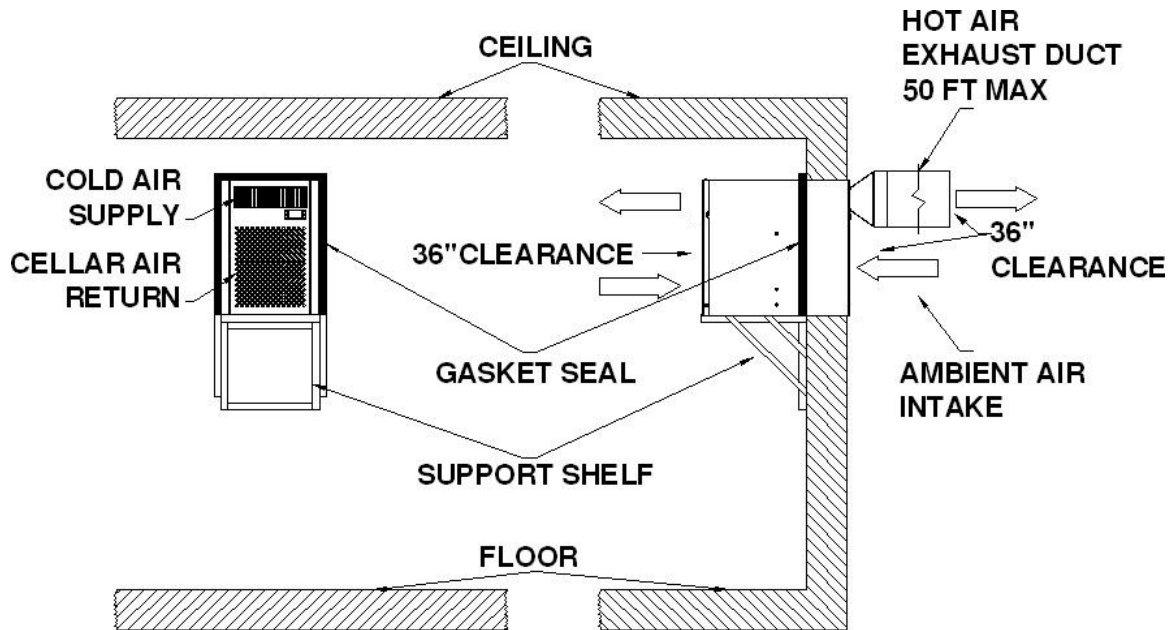 HOT AIR
EXHAUST DUCT
50 FT MAX
CEILING
COLD AIR
SUPPLY
CELLAR AIR
RETURN
36" CLEARANCE
36"
CLEARANCE
GASKET SEAL
AMBIENT AIR
INTAKE
SUPPORT SHELF
FLOOR